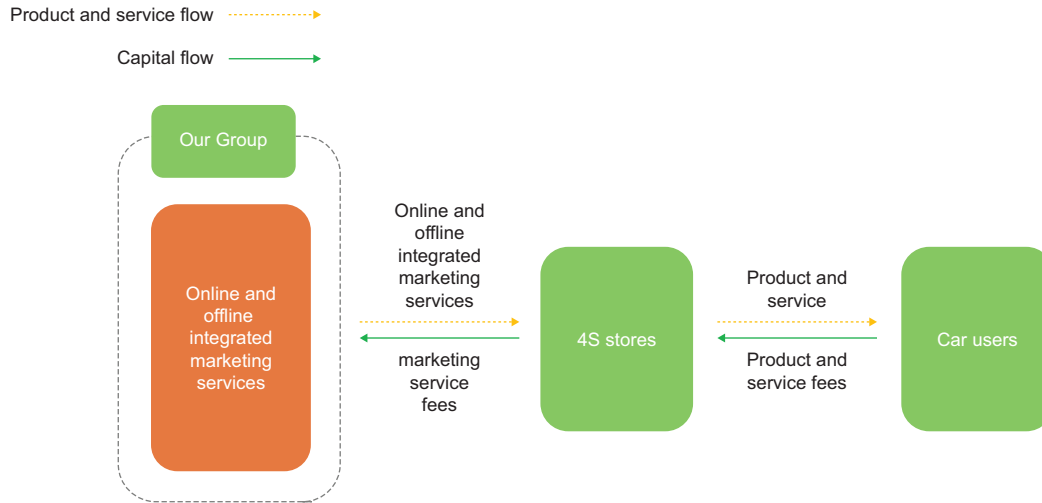 Product and service flow
Capital flow
Our Group
Online and
offline
integrated
marketing
services
Online and
offline
integrated
marketing
services
marketing
service
fees
4S stores
Product and
service
Product and
service fees
Car users